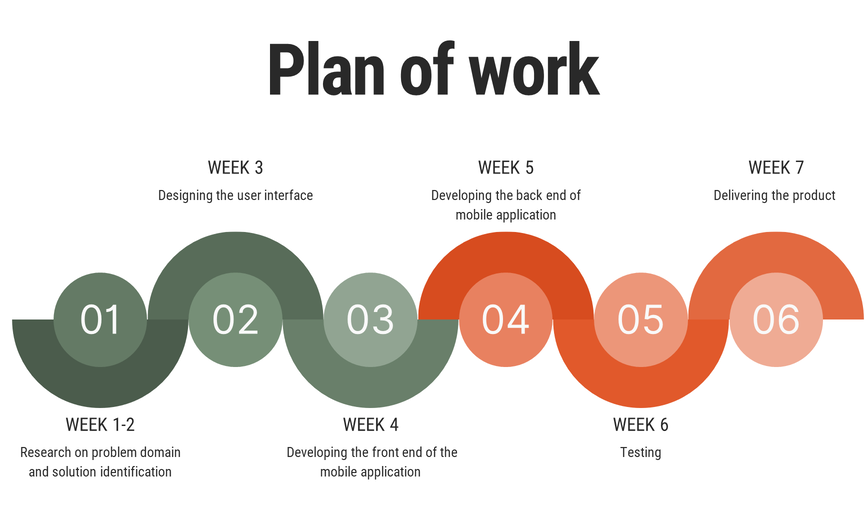 Plan of work
WEEK 3
Designing the user interface
WEEK 5
Developing the back end of
mobile application
WEEK 7
Delivering the product
01
02
03
04
05
06
WEEK 1-2
Research on problem domain
and solution identification
WEEK 4
Developing the front end of the
mobile application
WEEK 6
Testing